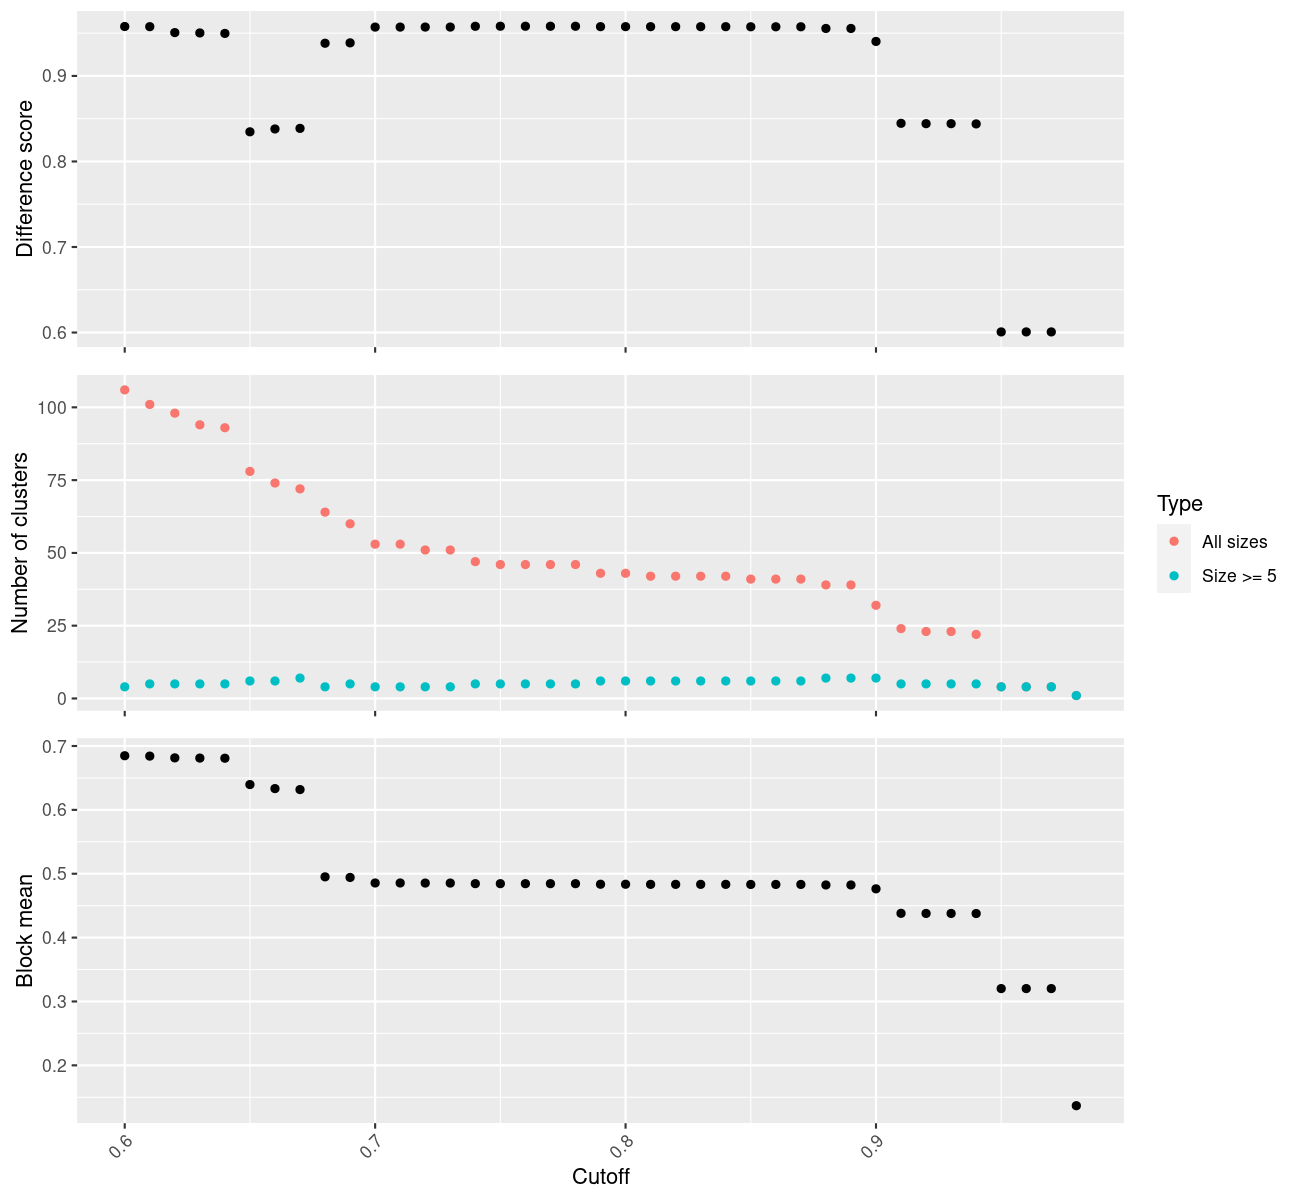 Difference score
0.9
0.8
0.7
0.6
Number of clusters
100
75
50
25
0
Type
All sizes
Size >= 5
Block mean
0.7
0.6
0.5
0.4
0.3
0.2
0.6
0.7
0.8
0.9
Cutoff